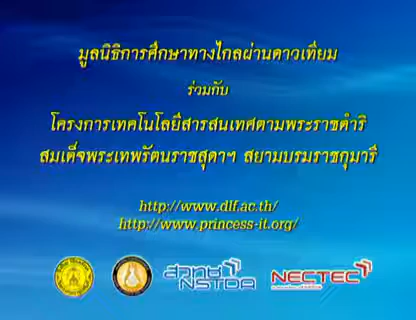 มูลนิธิการศึกษาทางไกลผ่านดาวเทียม
ร่วมกับ
โครงการเทคโนโลยีสารสนเทศตามพระราชดำริ
สมเด็จพระเทพรัตนราชสุดาฯ สยามบรมราชกุมารี
http://www.dlf.ac.th/
http://www.princess-it.org/
สวทช
NSTDA
NECTEC